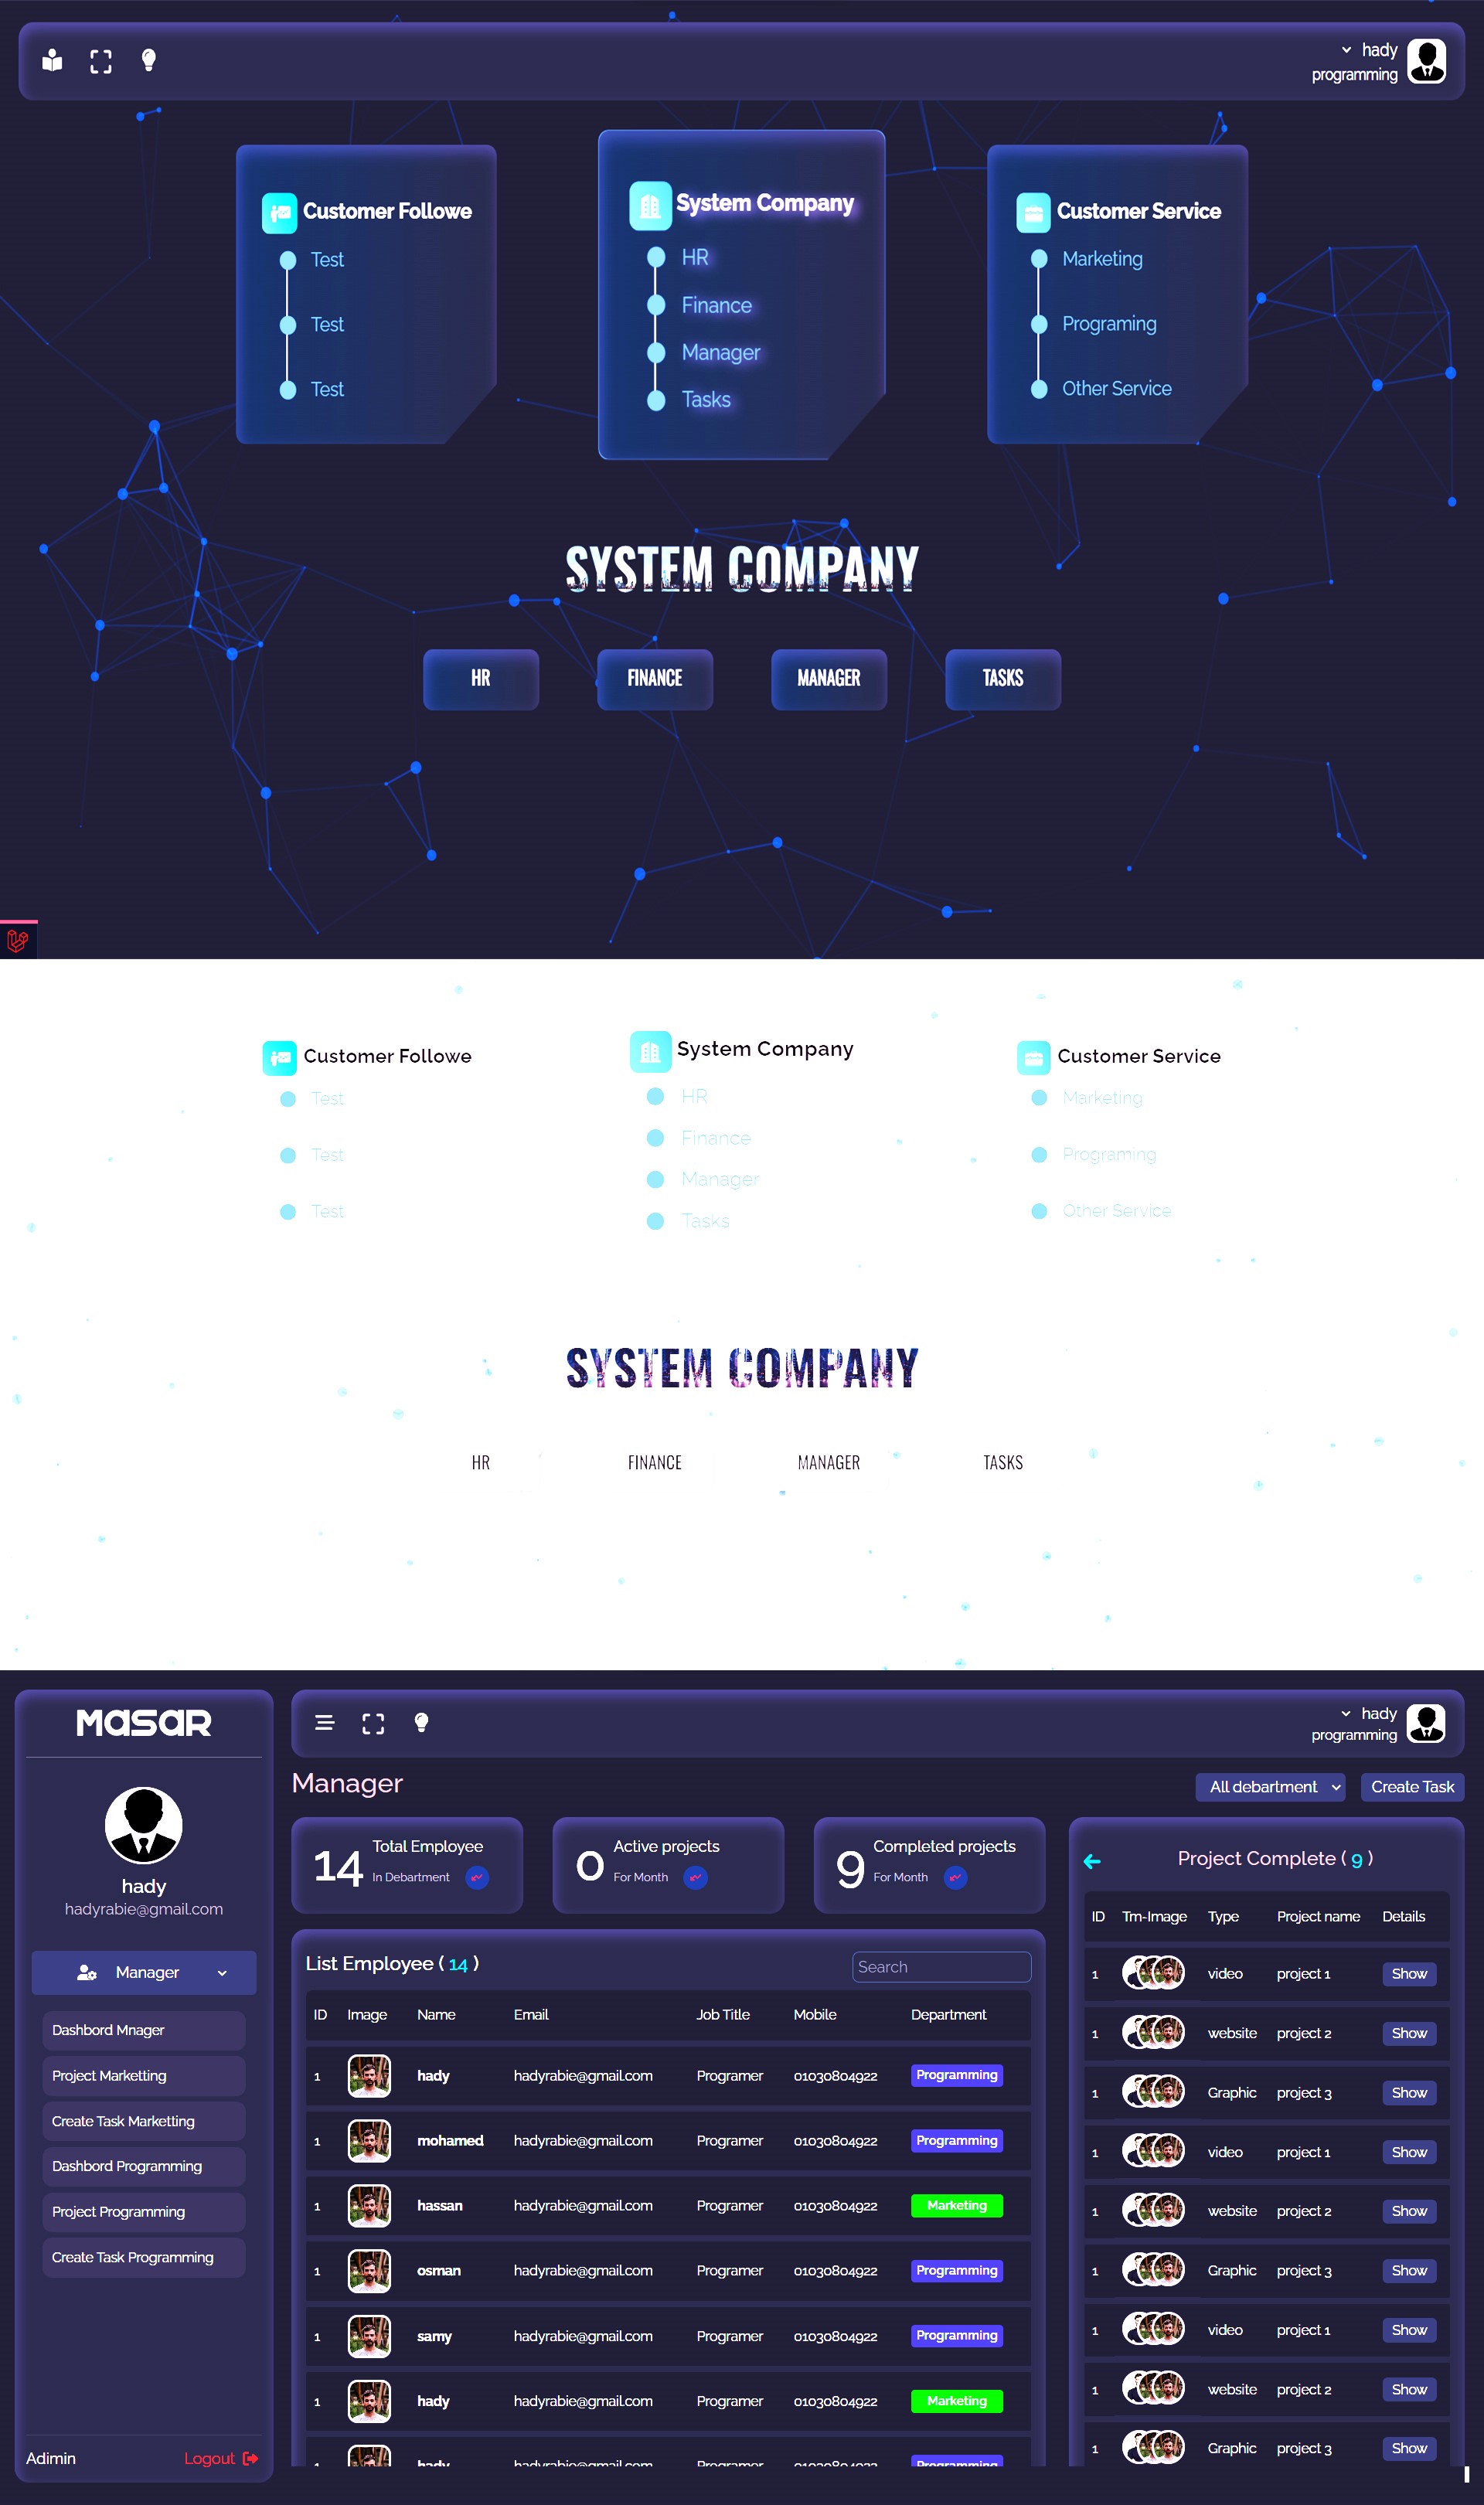 hady
programming
Customer Followe
Test
Test
Test
System Company
HR
Finance
Manager
Tasks
Customer Service
Marketing
Programing
Other Service
SYSTEM COMPANY
HR FINANCE MANAGER TASKS
Customer Followe
Test
Test
Test
System Company
HR
Finance
Manager
Tasks
Customer Service
Marketing
Programing
Other Service
SYSTEM COMPANY
HR FINANCE MANAGER TASKS
MASAR
hady
hadyrabie@gmail.com
Manager
Dashbord Mnager
Project Marketting
Create Task Marketting
Dashbord Programming
Project Programming
Create Task Programming
Adimin Logout
hady
programming
Manager
All debartment Create Task
14 Total Employee
In Debartment
0 Active projects
For Month
9 Completed projects
For Month
List Employee ( 14 ) Search
ID Image Name Email Job Title Mobile Department
1 hady hadyrabie@gmail.com Programer 01030804922 Programming
1 mohamed hadyrabie@gmail.com Programer 01030804922 Programming
1 hassan hadyrabie@gmail.com Programer 01030804922 Marketing
1 osman hadyrabie@gmail.com Programer 01030804922 Programming
1 samy hadyrabie@gmail.com Programer 01030804922 Programming
1 hady hadyrabie@gmail.com Programer 01030804922 Marketing
1 hady hadyrabie@gmail.com Programer 01030804922 Programming
Project Complete ( 9 )
ID Tm-Image Type Project name Details
1 video project 1 Show
1 website project 2 Show
1 Graphic project 3 Show
1 video project 1 Show
1 website project 2 Show
1 Graphic project 3 Show
1 video project 1 Show
1 website project 2 Show
1 Graphic project 3 Show